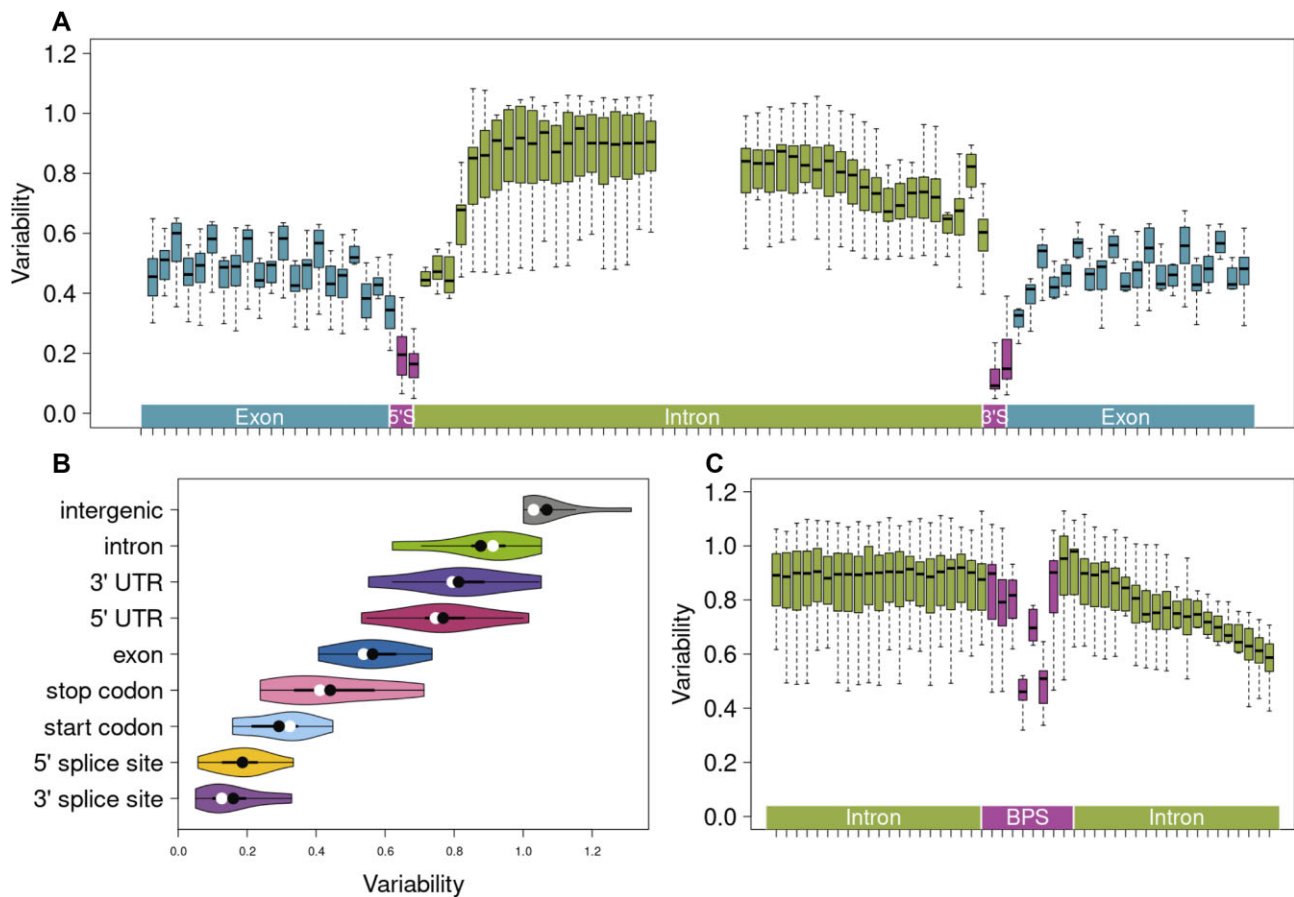 A
Variability
1.2
1.0
0.8
0.6
0.4
0.2
0.0
Exon 5'S Intron 3'S Exon
B
intergenic
intron
3' UTR
5' UTR
exon
stop codon
start codon
5' splice site
3' splice site
0.0 0.2 0.4 0.6 0.8 1.0 1.2
Variability
C
Variability
1.2
1.0
0.8
0.6
0.4
0.2
0.0
Intron BPS Intron